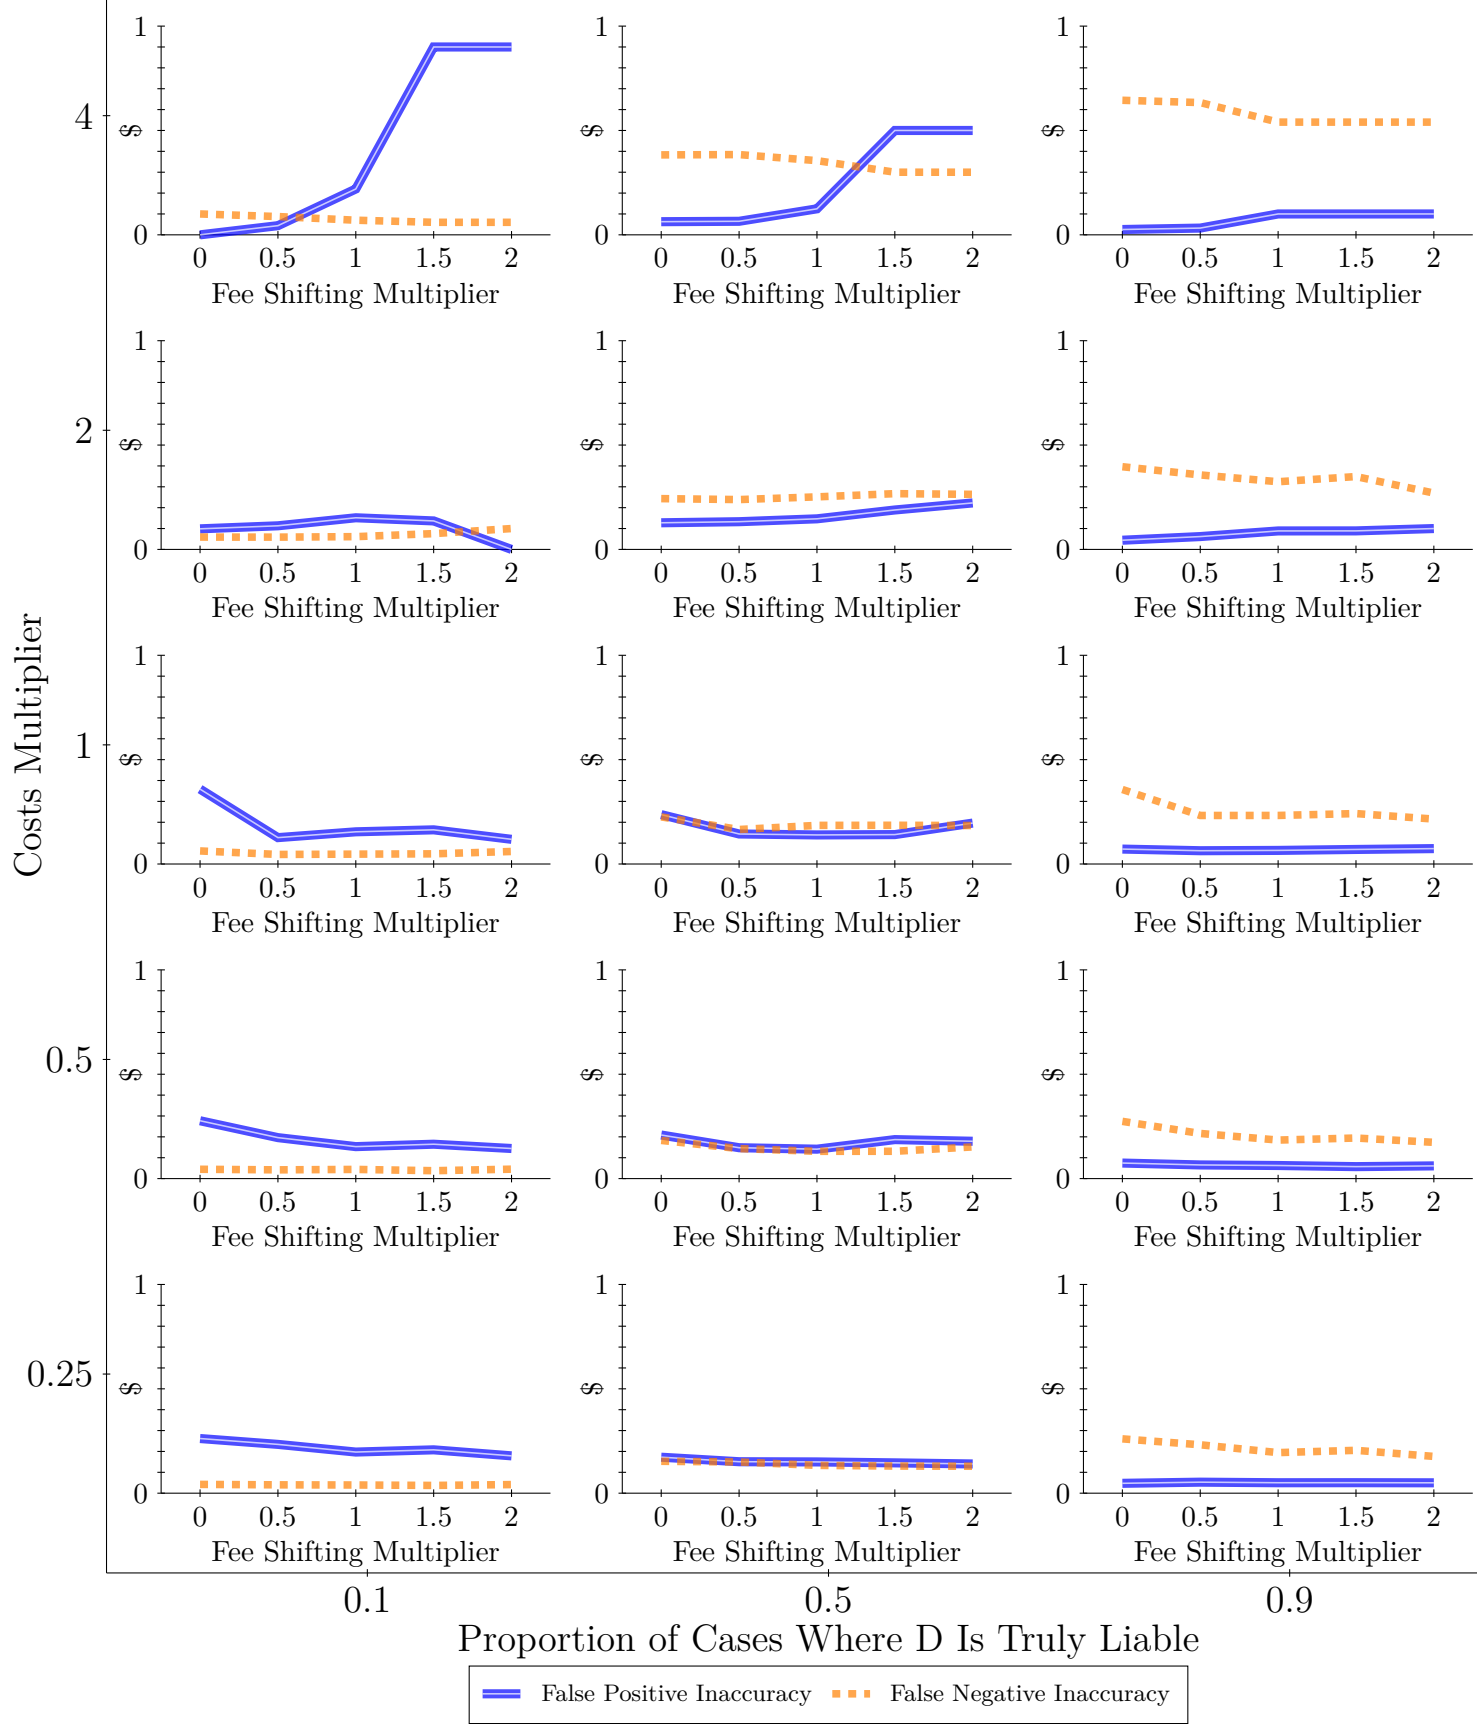 1 1 1
4 $ $ $
0 0 0
0 0.5 1 1.5 2 0 0.5 1 1.5 2 0 0.5 1 1.5 2
Fee Shifting Multiplier Fee Shifting Multiplier Fee Shifting Multiplier
1 1 1
2 $ $ $
0 0 0
0 0.5 1 1.5 2 0 0.5 1 1.5 2 0 0.5 1 1.5 2
Fee Shifting Multiplier Fee Shifting Multiplier Fee Shifting Multiplier
Costs Multiplier
1 1 1
1 $ $ $
0 0 0
0 0.5 1 1.5 2 0 0.5 1 1.5 2 0 0.5 1 1.5 2
Fee Shifting Multiplier Fee Shifting Multiplier Fee Shifting Multiplier
1 1 1
0.5 $ $ $
0 0 0
0 0.5 1 1.5 2 0 0.5 1 1.5 2 0 0.5 1 1.5 2
Fee Shifting Multiplier Fee Shifting Multiplier Fee Shifting Multiplier
1 1 1
0.25 $ $ $
0 0 0
0 0.5 1 1.5 2 0 0.5 1 1.5 2 0 0.5 1 1.5 2
Fee Shifting Multiplier Fee Shifting Multiplier Fee Shifting Multiplier
0.1 0.5 0.9
Proportion of Cases Where D Is Truly Liable
False Positive Inaccuracy False Negative Inaccuracy